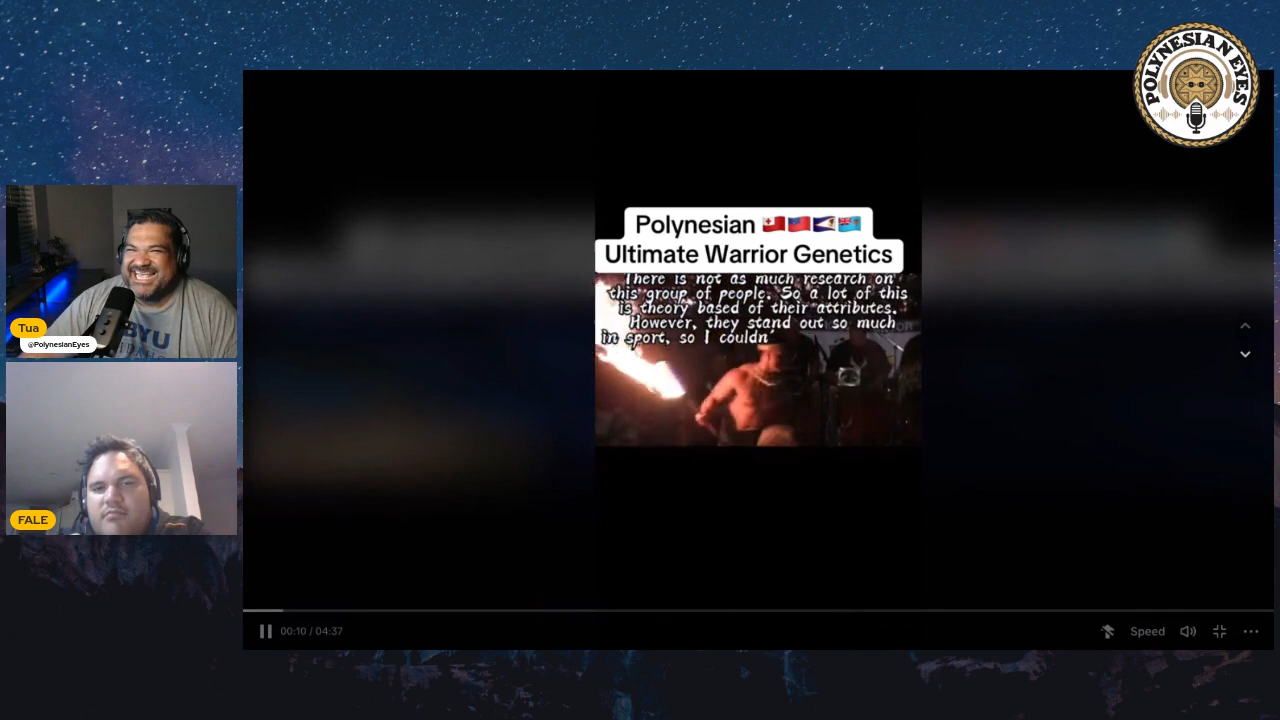 POLYNESIAN EYES
Polynesian 🇹🇴🇼🇸🇦🇸🇫🇯
Ultimate Warrior Genetics
There is not as much research on
this group of people. So a lot of this
is theory based of their attributes.
However, they stand out so much
in sport, so I couldn
BYU
Tua
@PolynesianEyes
FALE
00:10 / 04:37
Speed